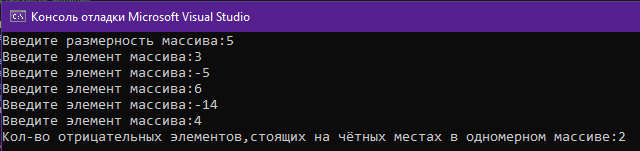 Консоль отладки Microsoft Visual Studio
Введите размерность массива:5
Введите элемент массива:3
Введите элемент массива:-5
Введите элемент массива:6
Введите элемент массива:-14
Введите элемент массива:4
Кол-во отрицательных элементов,стоящих на чётных местах в одномерном массиве:2